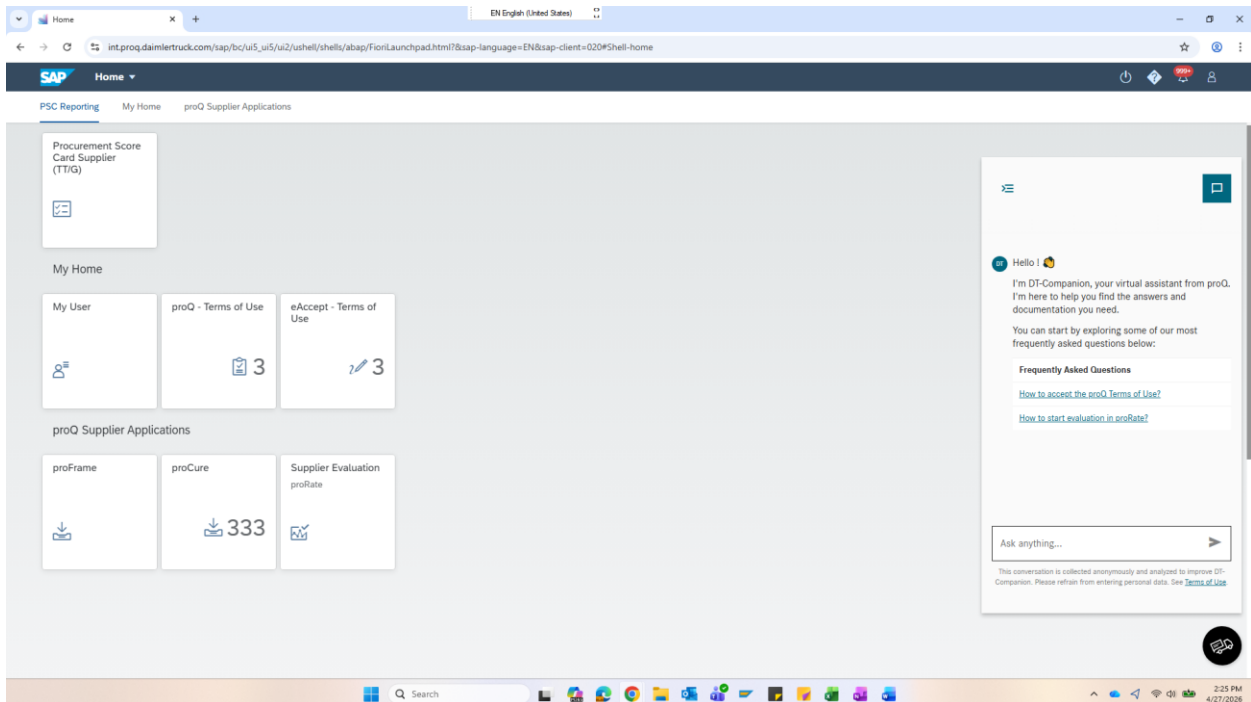 Home
EN English (United States)
int.proq.daimlertruck.com/sap/bc/ui5_ui5/ui2/ushell/shells/abap/FioriLaunchpad.html?&sap-language=EN&sap-client=020#Shell-home
SAP
Home
999+
PSC Reporting
My Home
proQ Supplier Applications
Procurement Score
Card Supplier
(TT/G)
My Home
My User
proQ - Terms of Use
3
eAccept - Terms of
Use
3
proQ Supplier Applications
proFrame
proCure
333
Supplier Evaluation
proRate
DT
Hello !
I'm DT-Companion, your virtual assistant from proQ.
I'm here to help you find the answers and
documentation you need.
You can start by exploring some of our most
frequently asked questions below:
Frequently Asked Questions
How to accept the proQ Terms of Use?
How to start evaluation in proRate?
Ask anything...
This conversation is collected anonymously and analyzed to improve DT-
Companion. Please refrain from entering personal data. See Terms of Use
Search
2:25 PM
4/27/2026